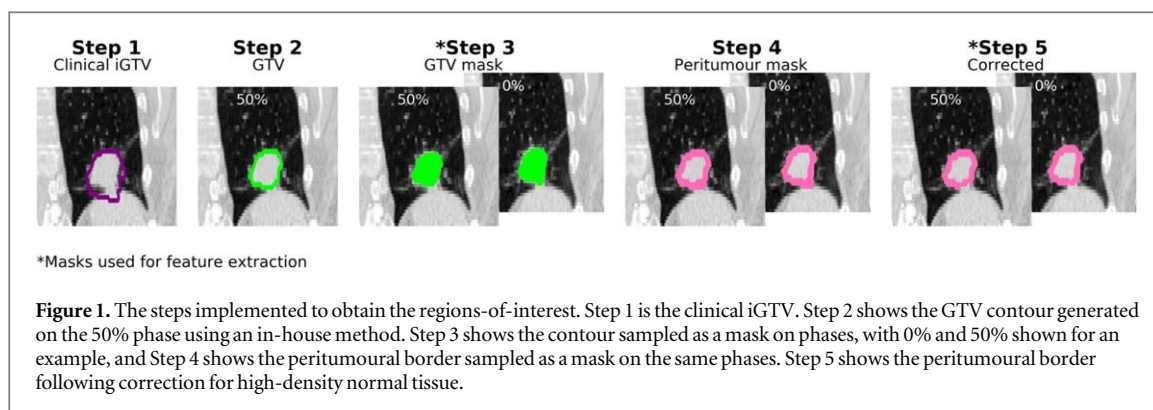 Step 1
Clinical iGTV
Step 2
GTV
50%
*Step 3
GTV mask
50%
0%
Step 4
Peritumour mask
50%
0%
*Step 5
Corrected
50%
0%
*Masks used for feature extraction
Figure 1. The steps implemented to obtain the regions-of-interest. Step 1 is the clinical iGTV. Step 2 shows the GTV contour generated
on the 50% phase using an in-house method. Step 3 shows the contour sampled as a mask on phases, with 0% and 50% shown for an
example, and Step 4 shows the peritumoural border sampled as a mask on the same phases. Step 5 shows the peritumoural border
following correction for high-density normal tissue.